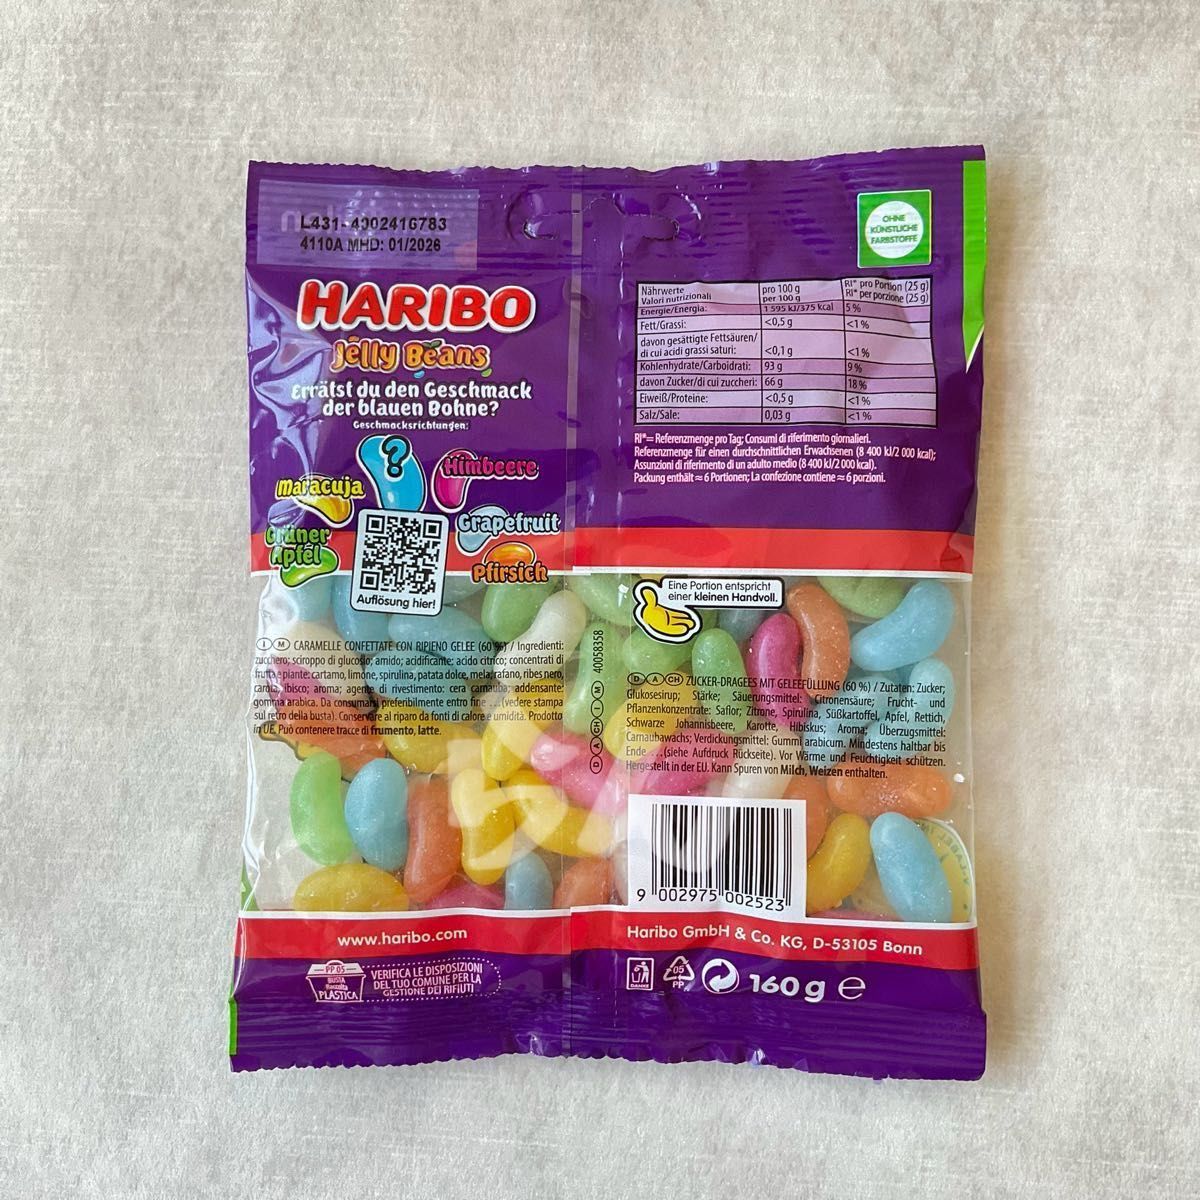 L431-4002416783
4110A MHD: 01/2026
HARIBO
Jelly Beans
Errätst du den Geschmack
der blauen Bohne?
Geschmacksrichtungen:
?
Himbeere
Maracuja
Grapefruit
Grüner
Apfel
Pfirsich
Auflösung hier!
OHNE
KÜNSTLICHE
FARBSTOFFE
Nährwerte pro 100 g RI* pro Portion (25 g)
Valori nutrizionali per 100 g RI* per porzione (25 g)
Energie/Energia: 1 595 kJ/375 kcal 5 %
Fett/Grassi: <0,5 g <1 %
davon gesättigte Fettsäuren/
di cui acidi grassi saturi: <0,1 g <1 %
Kohlenhydrate/Carboidrati: 93 g 9 %
davon Zucker/di cui zuccheri: 66 g 18 %
Eiweiß/Proteine: <0,5 g <1 %
Salz/Sale: 0,03 g <1 %
RI*= Referenzmenge pro Tag; Consumi di riferimento giornalieri.
Referenzmenge für einen durchschnittlichen Erwachsenen (8 400 kJ/2 000 kcal);
Assunzioni di riferimento di un adulto medio (8 400 kJ/2 000 kcal).
Packung enthält ≈ 6 Portionen; La confezione contiene ≈ 6 porzioni.
Eine Portion entspricht
einer kleinen Handvoll.
I M CARAMELLE CONFETTATE CON RIPIENO GELEE (60 %) / Ingredienti:
zucchero; sciroppo di glucosio; amido; acidificante: acido citrico; concentrati di
frutta e piante: cartamo, limone, spirulina, patata dolce, mela, rafano, ribes nero,
carota, ibisco; aroma; agente di rivestimento: cera carnauba; addensante:
gomma arabica. Da consumarsi preferibilmente entro fine ... (vedere stampa
sul retro della busta). Conservare al riparo da fonti di calore e umidità. Prodotto
in UE. Può contenere tracce di frumento, latte.
D A CH I M 40058358
D A CH ZUCKER-DRAGEES MIT GELEEFÜLLUNG (60 %) / Zutaten: Zucker;
Glukosesirup; Stärke; Säuerungsmittel: Citronensäure; Frucht- und
Pflanzenkonzentrate: Saflor, Zitrone, Spirulina, Süßkartoffel, Apfel, Rettich,
Schwarze Johannisbeere, Karotte, Hibiskus; Aroma; Überzugsmittel:
Carnaubawachs; Verdickungsmittel: Gummi arabicum. Mindestens haltbar bis
Ende ... (siehe Aufdruck Rückseite). Vor Wärme und Feuchtigkeit schützen.
Hergestellt in der EU. Kann Spuren von Milch, Weizen enthalten.
9 002975 002523
www.haribo.com
Haribo GmbH & Co. KG, D-53105 Bonn
PP 05
BUSTA
Raccolta
PLASTICA
VERIFICA LE DISPOSIZIONI
DEL TUO COMUNE PER LA
GESTIONE DEI RIFIUTI
DANKE
05
PP
160 g e